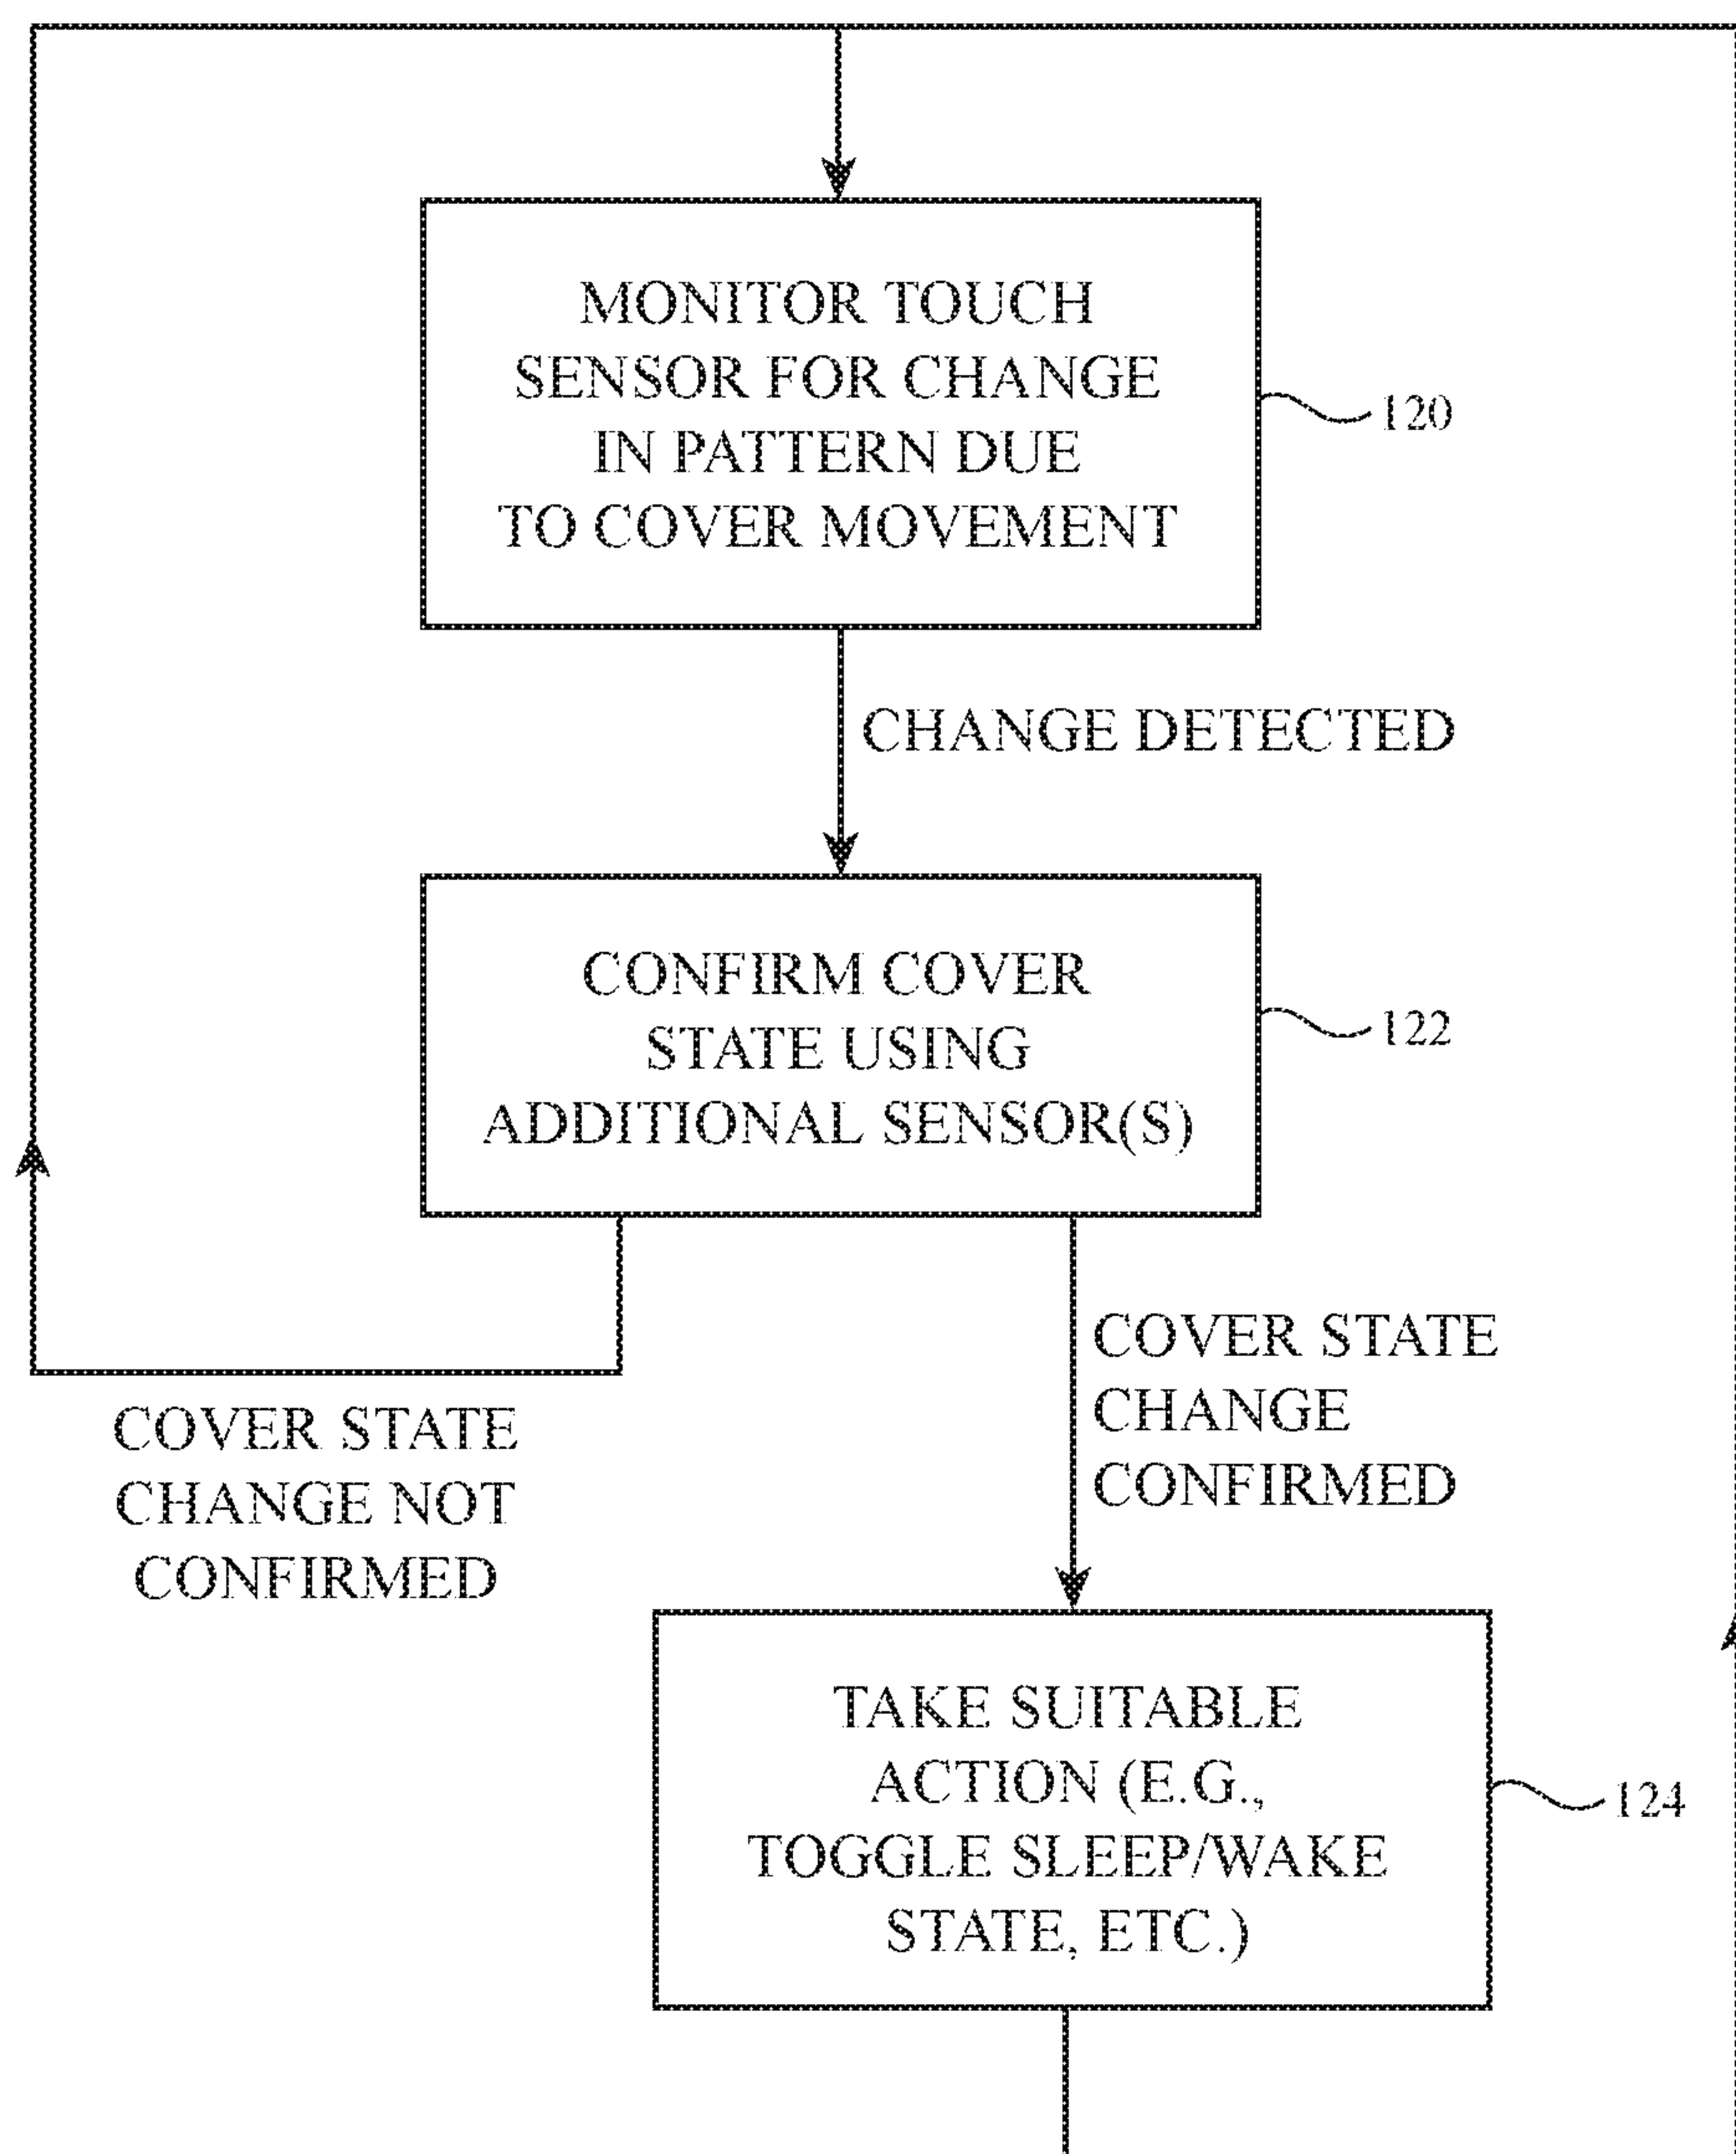 MONITOR TOUCH
SENSOR FOR CHANGE
IN PATTERN DUE
TO COVER MOVEMENT
120
CHANGE DETECTED
CONFIRM COVER
STATE USING
ADDITIONAL SENSOR(S)
122
COVER STATE
CHANGE NOT
CONFIRMED
COVER STATE
CHANGE
CONFIRMED
TAKE SUITABLE
ACTION (E.G.,
TOGGLE SLEEP/WAKE
STATE, ETC.)
124